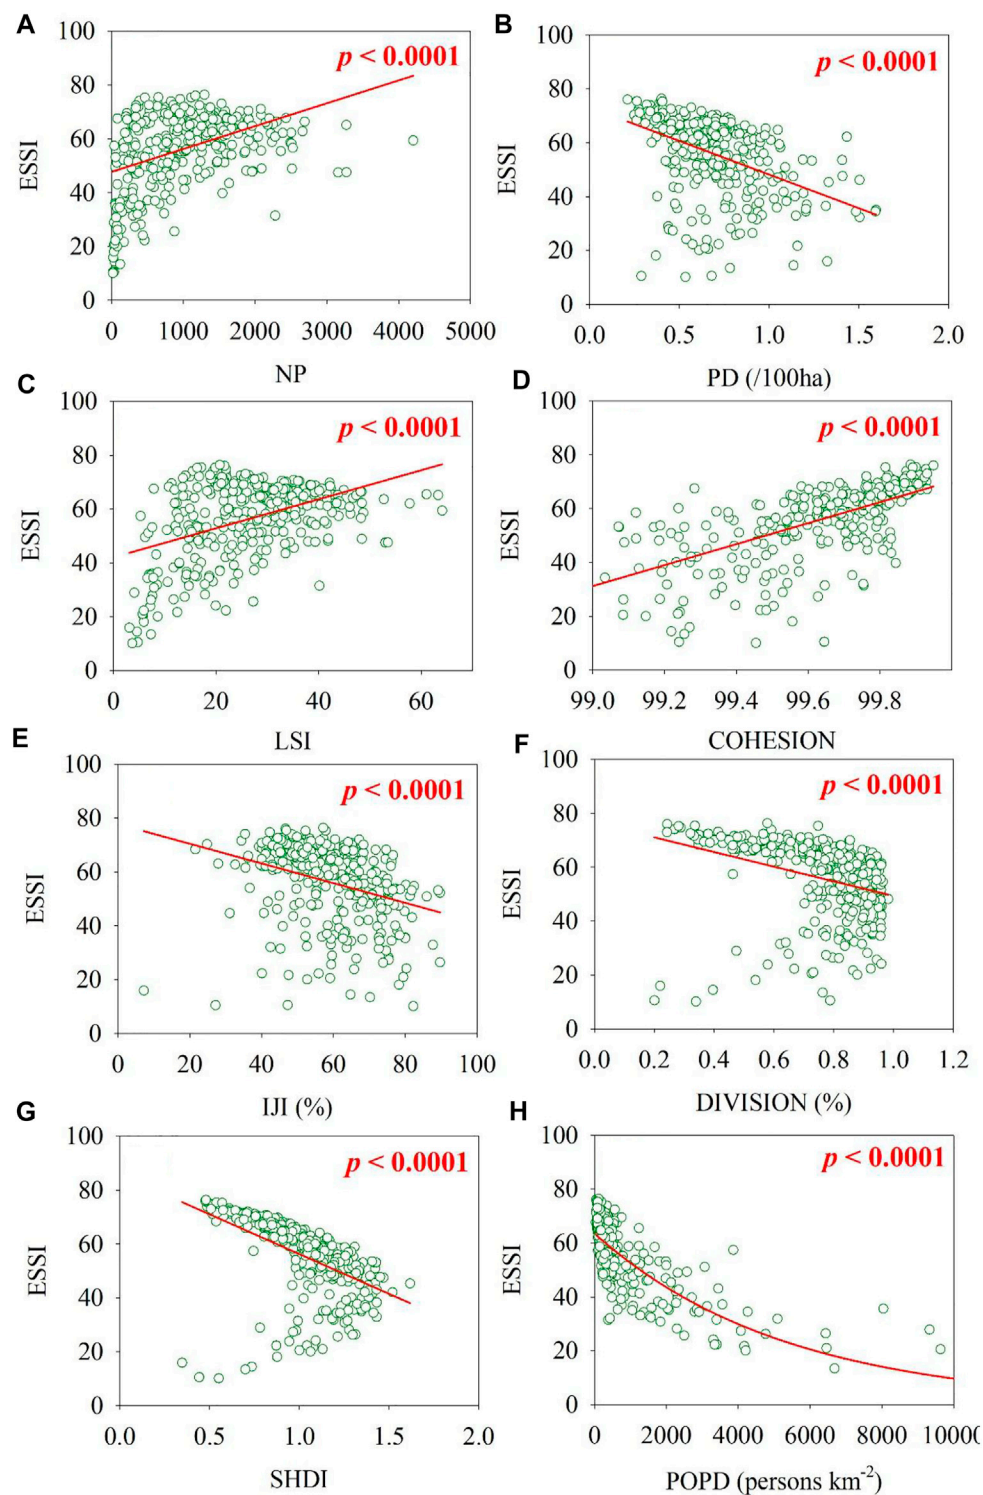 A
p < 0.0001
ESSI
100
80
60
40
20
0
0 1000 2000 3000 4000 5000
NP
B
p < 0.0001
ESSI
100
80
60
40
20
0
0.0 0.5 1.0 1.5 2.0
PD (/100ha)
C
p < 0.0001
ESSI
100
80
60
40
20
0
0 20 40 60
LSI
D
p < 0.0001
ESSI
100
80
60
40
20
0
99.0 99.2 99.4 99.6 99.8
COHESION
E
p < 0.0001
ESSI
100
80
60
40
20
0
0 20 40 60 80 100
IJI (%)
F
p < 0.0001
ESSI
100
80
60
40
20
0
0.0 0.2 0.4 0.6 0.8 1.0 1.2
DIVISION (%)
G
p < 0.0001
ESSI
100
80
60
40
20
0
0.0 0.5 1.0 1.5 2.0
SHDI
H
p < 0.0001
ESSI
100
80
60
40
20
0
0 2000 4000 6000 8000 10000
POPD (persons km⁻²)